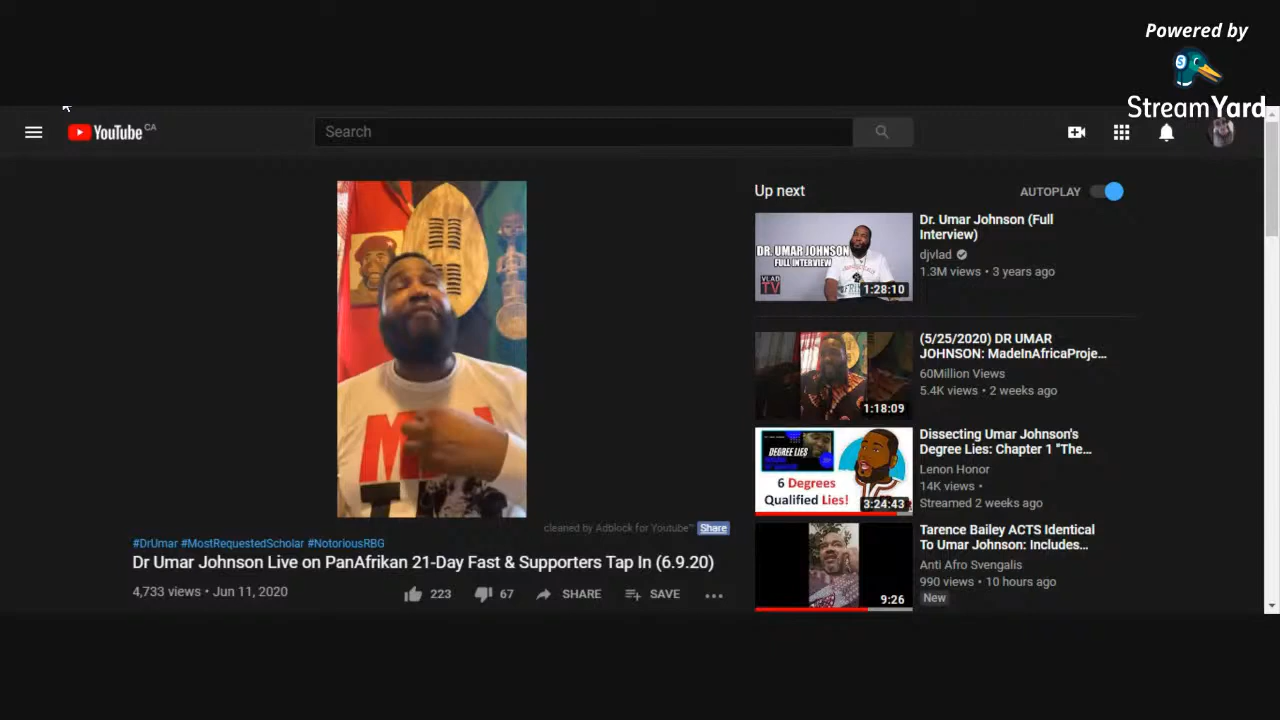 Powered by
StreamYard
YouTube CA
Search
Up next
AUTOPLAY
DR. UMAR JOHNSON
FULL INTERVIEW
VLAD
TV
1:28:10
Dr. Umar Johnson (Full
Interview)
djvlad
1.3M views • 3 years ago
1:18:09
(5/25/2020) DR UMAR
JOHNSON: MadeInAfricaProje...
60Million Views
5.4K views • 2 weeks ago
DEGREE LIES
6 Degrees
Qualified Lies!
3:24:43
Dissecting Umar Johnson's
Degree Lies: Chapter 1 "The...
Lenon Honor
14K views •
Streamed 2 weeks ago
9:26
Tarence Bailey ACTS Identical
To Umar Johnson: Includes...
Anti Afro Svengalis
990 views • 10 hours ago
New
cleaned by Adblock for Youtube™ Share
#DrUmar #MostRequestedScholar #NotoriousRBG
Dr Umar Johnson Live on PanAfrikan 21-Day Fast & Supporters Tap In (6.9.20)
4,733 views • Jun 11, 2020
223
67
SHARE
SAVE